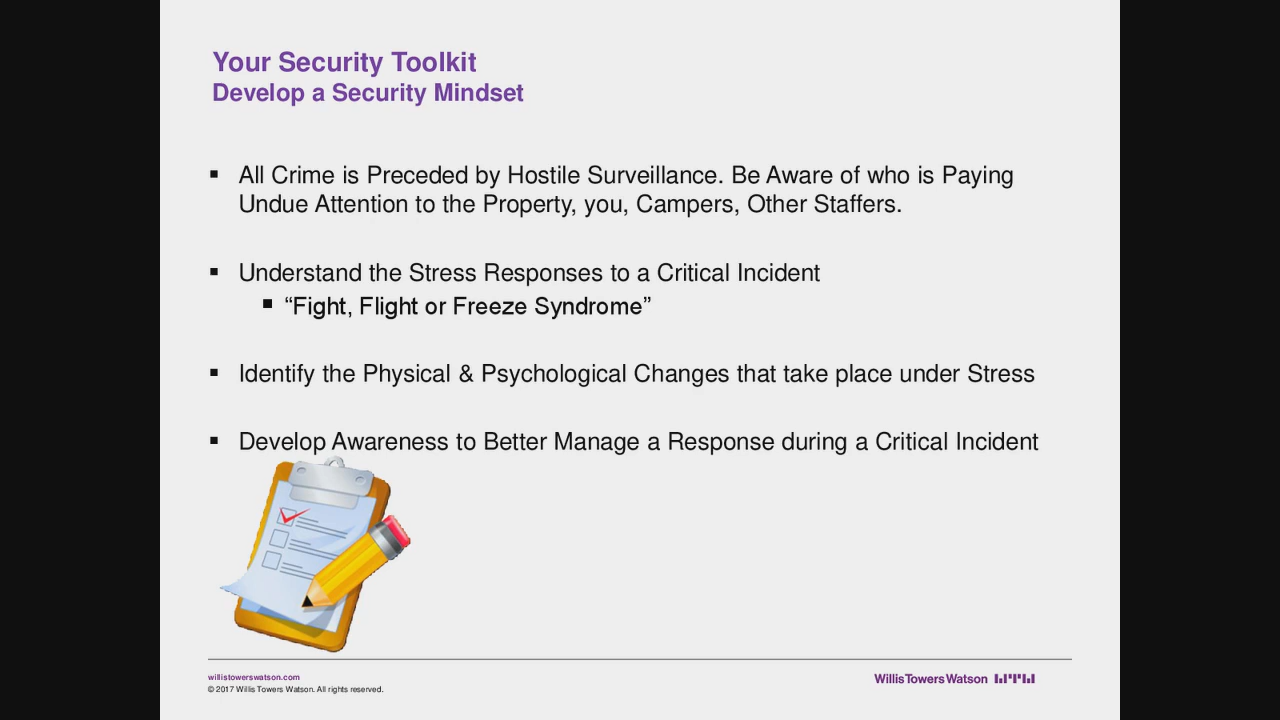 Your Security Toolkit
Develop a Security Mindset
▪ All Crime is Preceded by Hostile Surveillance. Be Aware of who is Paying
Undue Attention to the Property, you, Campers, Other Staffers.
▪ Understand the Stress Responses to a Critical Incident
▪ “Fight, Flight or Freeze Syndrome”
▪ Identify the Physical & Psychological Changes that take place under Stress
▪ Develop Awareness to Better Manage a Response during a Critical Incident
willistowerswatson.com
© 2017 Willis Towers Watson. All rights reserved.
WillisTowersWatson